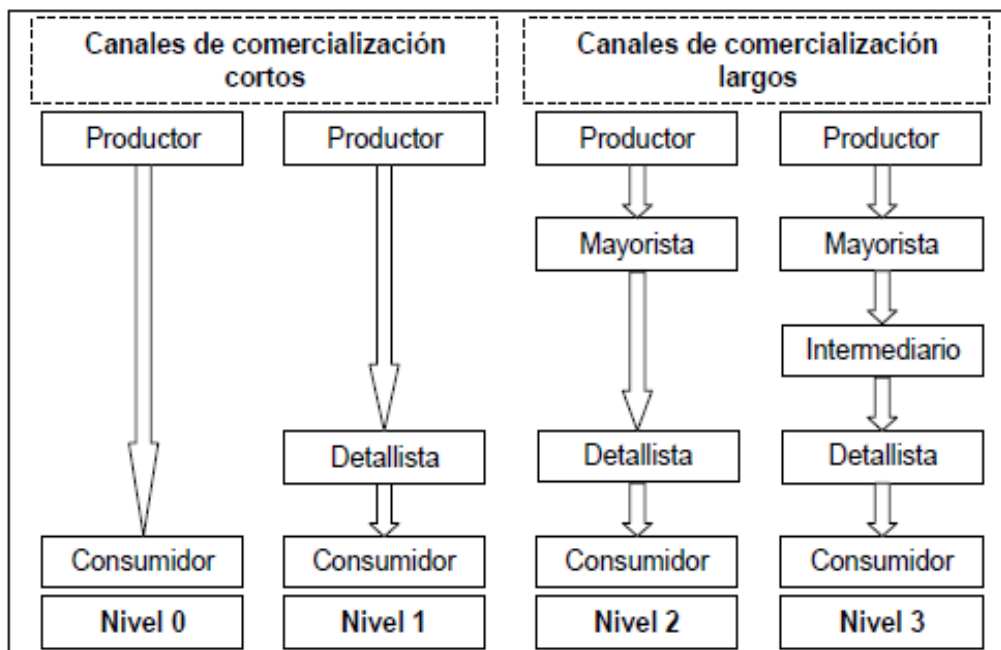 Canales de comercialización
cortos
Canales de comercialización
largos
Productor
Productor
Productor
Productor
Mayorista
Mayorista
Intermediario
Detallista
Detallista
Detallista
Consumidor
Consumidor
Consumidor
Consumidor
Nivel 0
Nivel 1
Nivel 2
Nivel 3